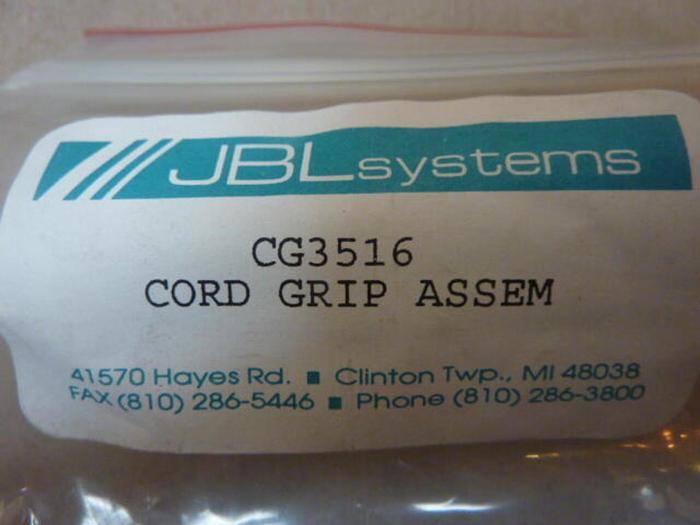 JBLsystems
CG3516
CORD GRIP ASSEM
41570 Hayes Rd. ■ Clinton Twp., MI 48038
FAX (810) 286-5446 ■ Phone (810) 286-3800